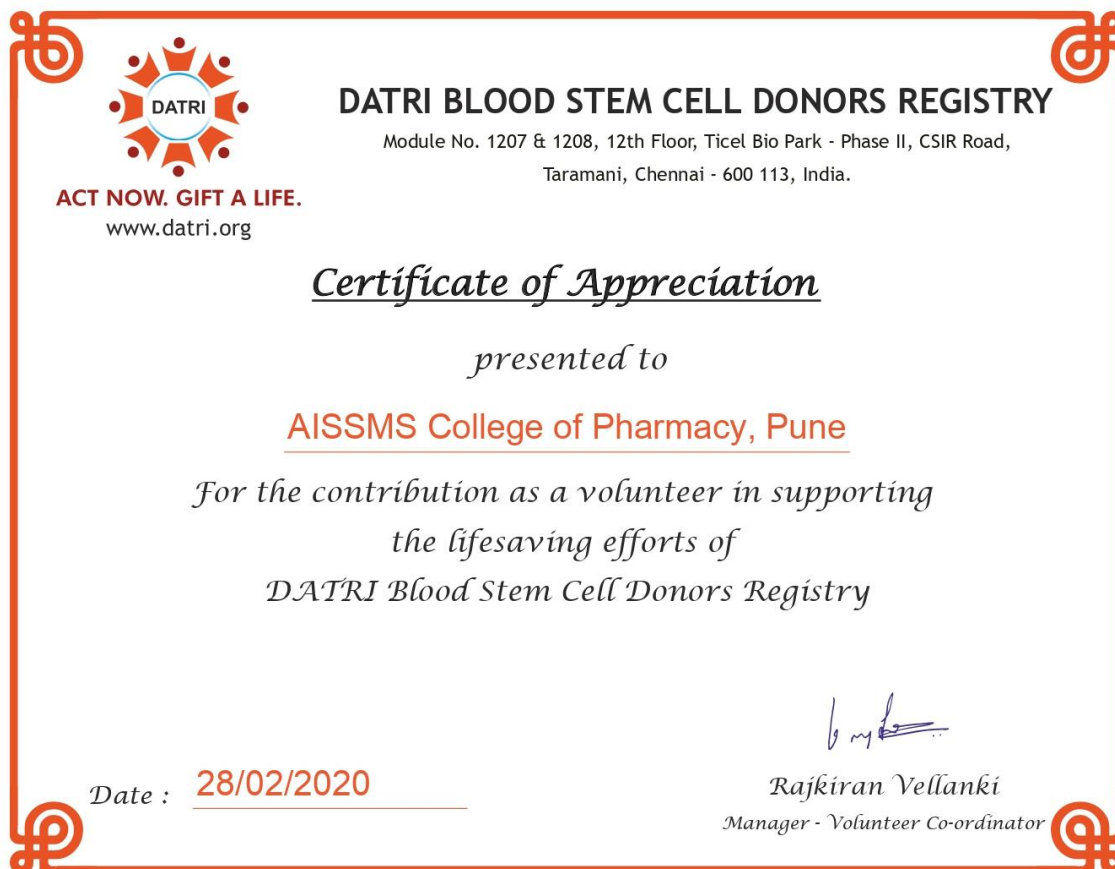 DATRI
ACT NOW. GIFT A LIFE.
www.datri.org
DATRI BLOOD STEM CELL DONORS REGISTRY
Module No. 1207 & 1208, 12th Floor, Ticel Bio Park - Phase II, CSIR Road,
Taramani, Chennai - 600 113, India.
Certificate of Appreciation
presented to
AISSMS College of Pharmacy, Pune
For the contribution as a volunteer in supporting
the lifesaving efforts of
DATRI Blood Stem Cell Donors Registry
Date : 28/02/2020
Rajkiran Vellanki
Manager - Volunteer Co-ordinator